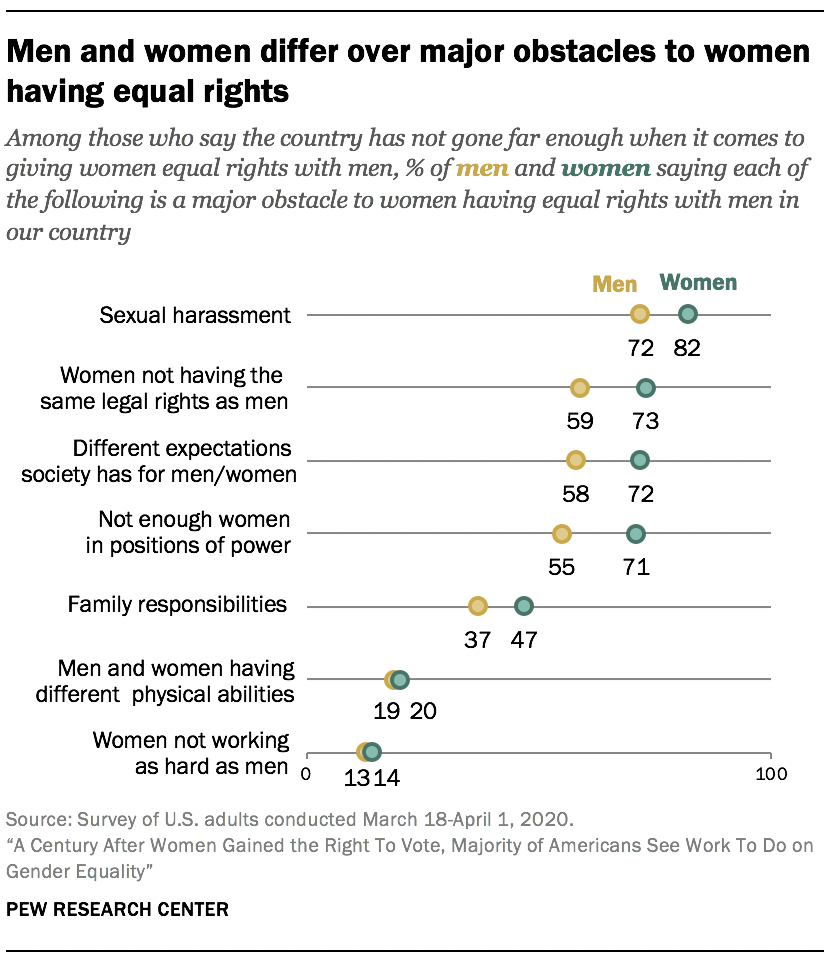 Men and women differ over major obstacles to women
having equal rights
Among those who say the country has not gone far enough when it comes to
giving women equal rights with men, % of men and women saying each of
the following is a major obstacle to women having equal rights with men in
our country
Men Women
Sexual harassment
72 82
Women not having the
same legal rights as men
59 73
Different expectations
society has for men/women
58 72
Not enough women
in positions of power
55 71
Family responsibilities
37 47
Men and women having
different physical abilities
19 20
Women not working
as hard as men
0 13 14 100
Source: Survey of U.S. adults conducted March 18-April 1, 2020.
“A Century After Women Gained the Right To Vote, Majority of Americans See Work To Do on
Gender Equality”
PEW RESEARCH CENTER